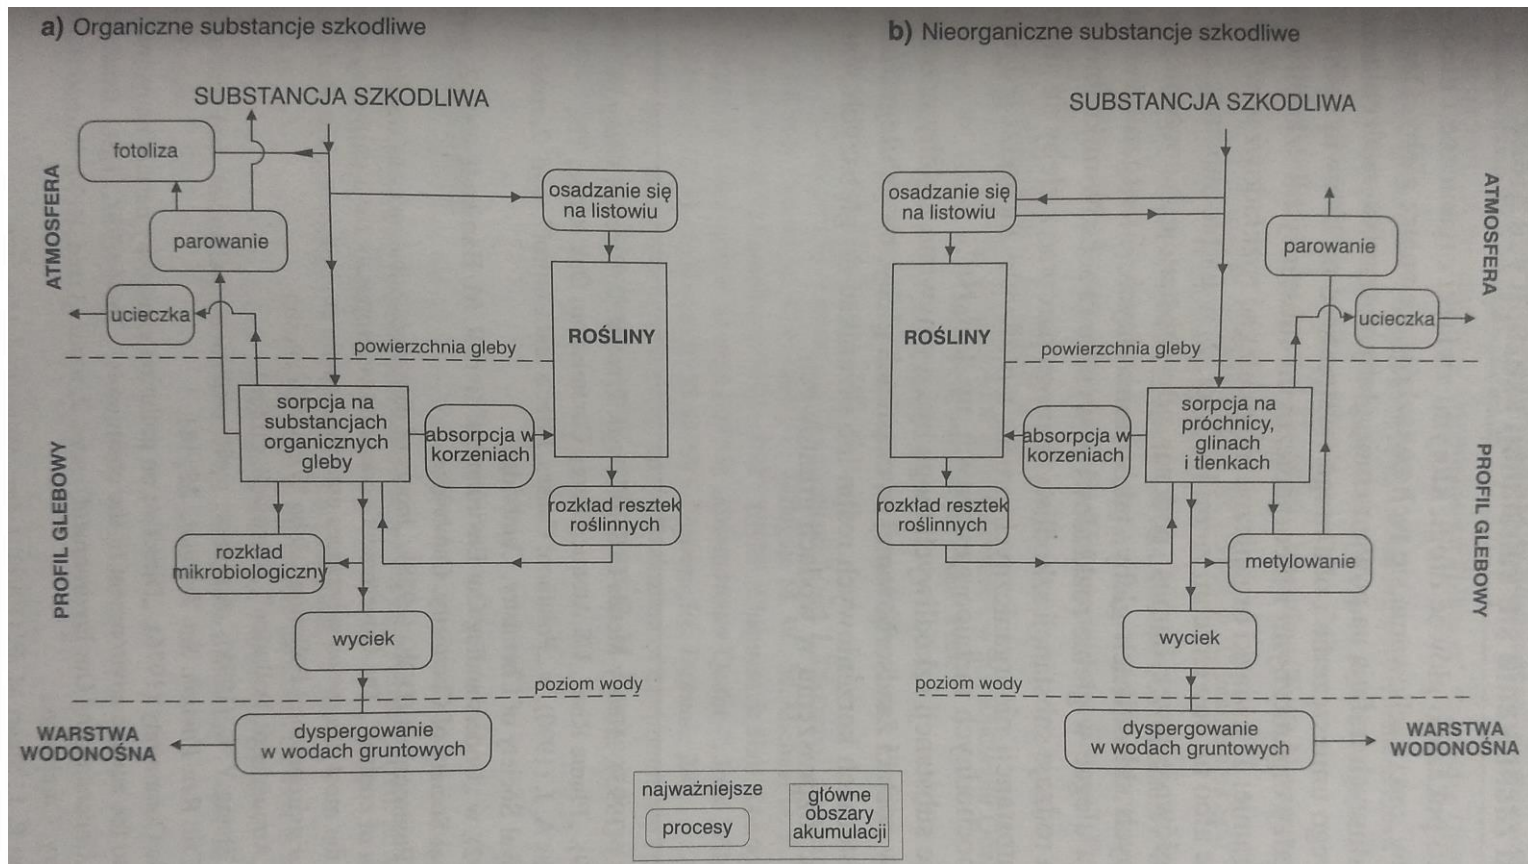 a) Organiczne substancje szkodliwe
SUBSTANCJA SZKODLIWA
fotoliza
osadzanie się
na listowiu
parowanie
ATMOSFERA
ucieczka
ROŚLINY
powierzchnia gleby
sorpcja na
substancjach
organicznych
gleby
absorpcja w
korzeniach
rozkład resztek
roślinnych
PROFIL GLEBOWY
rozkład
mikrobiologiczny
wyciek
poziom wody
WARSTWA
WODONOŚNA
dyspergowanie
w wodach gruntowych
b) Nieorganiczne substancje szkodliwe
SUBSTANCJA SZKODLIWA
osadzanie się
na listowiu
parowanie
ATMOSFERA
ucieczka
ROŚLINY
powierzchnia gleby
sorpcja na
próchnicy,
glinach
i tlenkach
absorpcja w
korzeniach
rozkład resztek
roślinnych
PROFIL GLEBOWY
metylowanie
wyciek
poziom wody
dyspergowanie
w wodach gruntowych
WARSTWA
WODONOŚNA
najważniejsze
procesy
główne
obszary
akumulacji